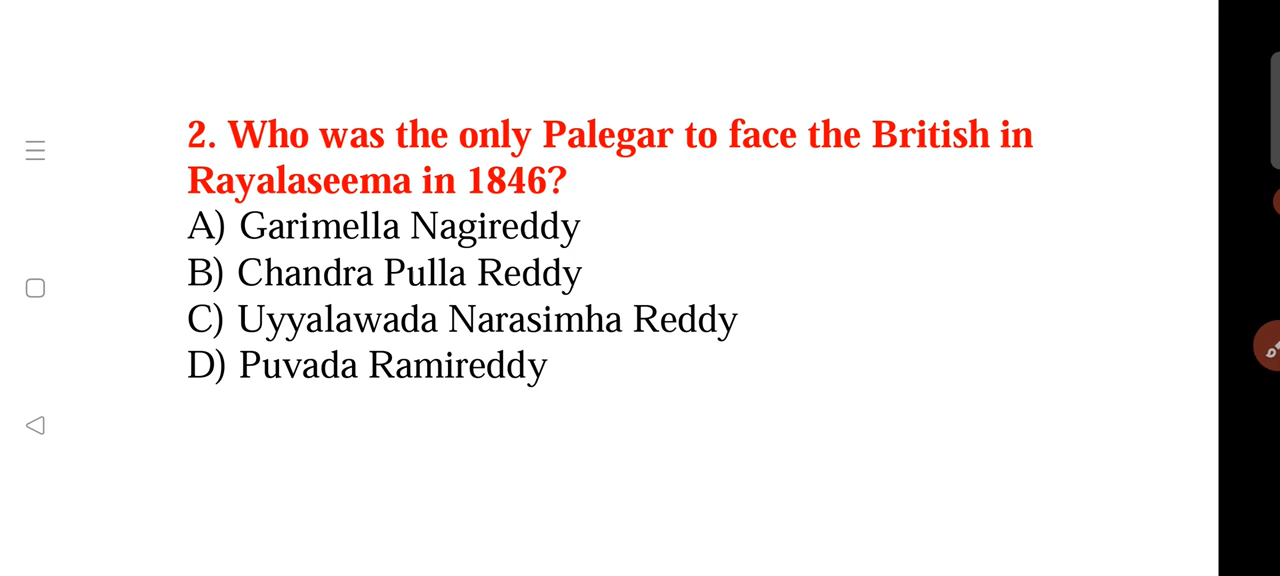 2. Who was the only Palegar to face the British in
Rayalaseema in 1846?
A) Garimella Nagireddy
B) Chandra Pulla Reddy
C) Uyyalawada Narasimha Reddy
D) Puvada Ramireddy